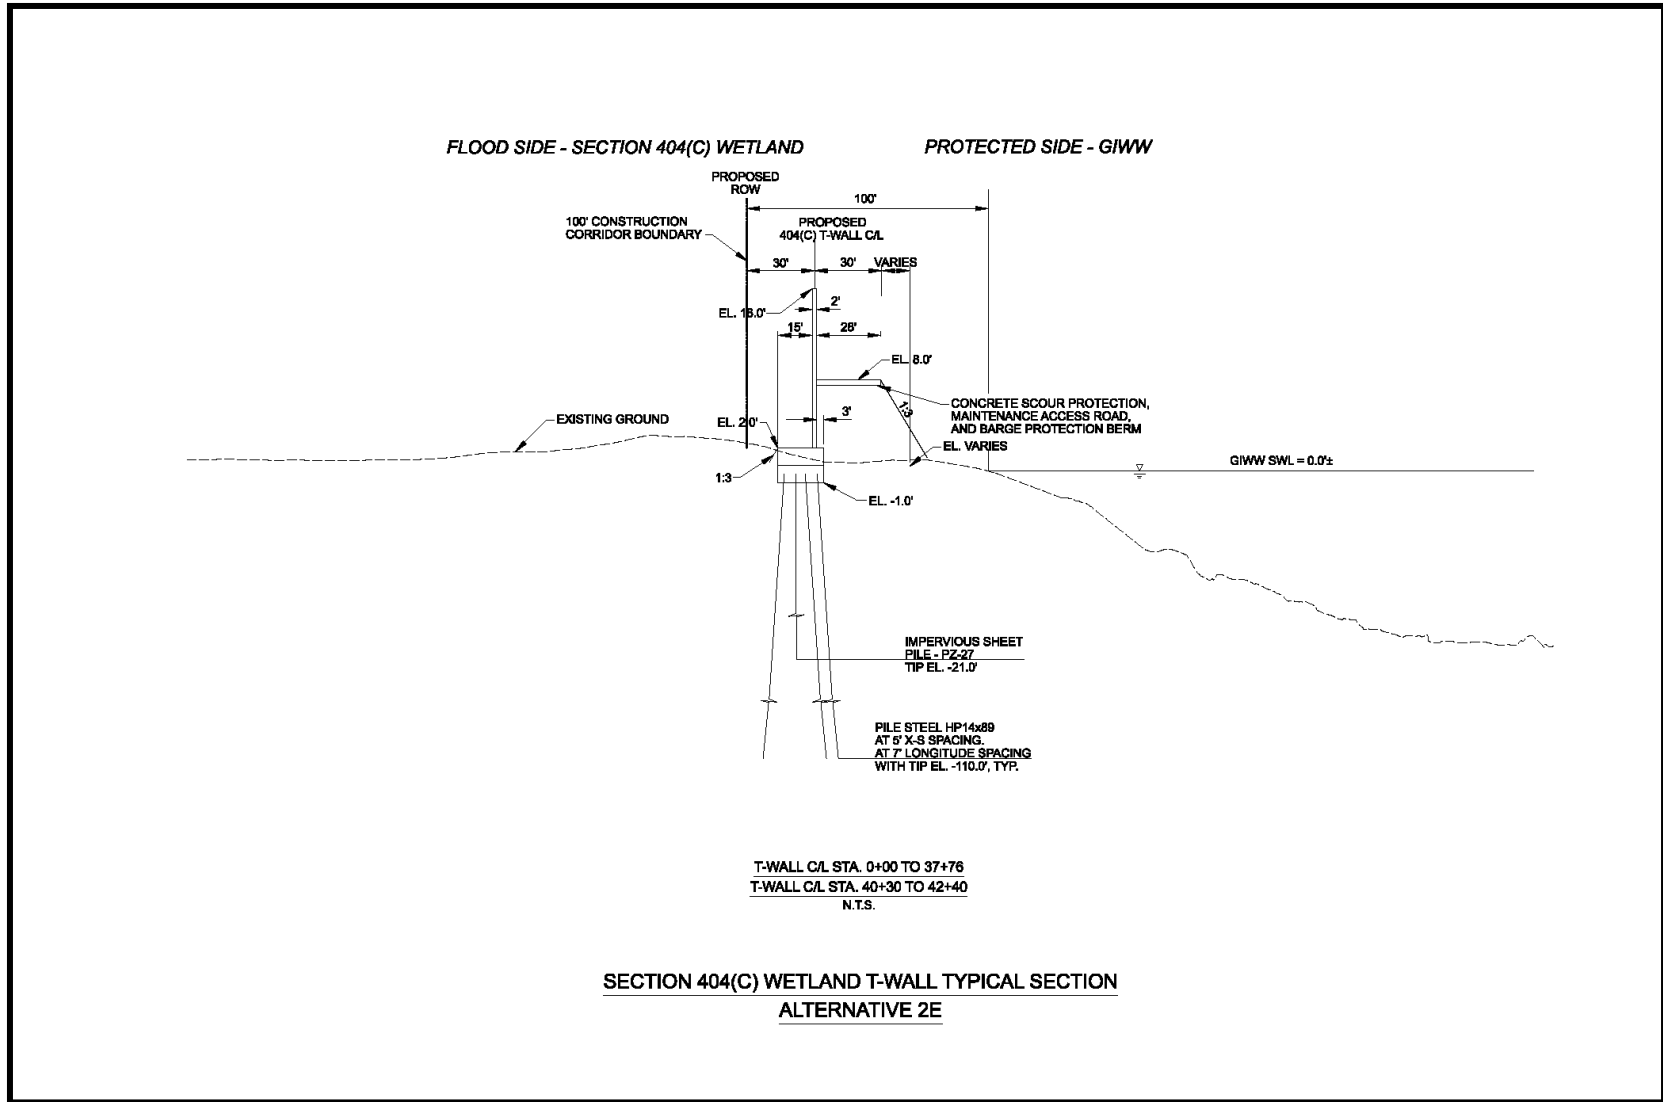 FLOOD SIDE - SECTION 404(C) WETLAND
PROTECTED SIDE - GIWW
PROPOSED
ROW
100'
100' CONSTRUCTION
CORRIDOR BOUNDARY
PROPOSED
404(C) T-WALL C/L
30'
30'
VARIES
EL. 16.0'
2'
15'
28'
EL. 8.0'
CONCRETE SCOUR PROTECTION,
MAINTENANCE ACCESS ROAD,
AND BARGE PROTECTION BERM
1:3
3'
EXISTING GROUND
EL. 2.0'
EL. VARIES
GIWW SWL = 0.0'±
1:3
EL. -1.0'
IMPERVIOUS SHEET
PILE - PZ-27
TIP EL. -21.0'
PILE STEEL HP14x89
AT 5' X-S SPACING.
AT 7' LONGITUDE SPACING
WITH TIP EL. -110.0', TYP.
T-WALL C/L STA. 0+00 TO 37+76
T-WALL C/L STA. 40+30 TO 42+40
N.T.S.
SECTION 404(C) WETLAND T-WALL TYPICAL SECTION
ALTERNATIVE 2E